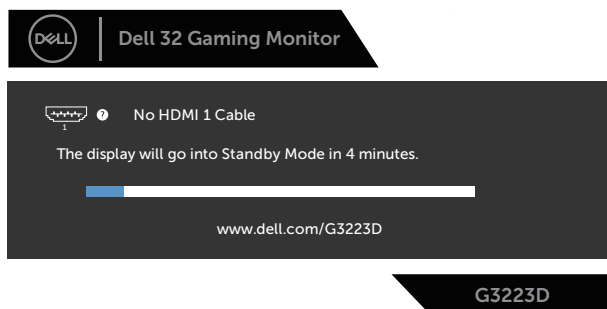 DELL
Dell 32 Gaming Monitor
? No HDMI 1 Cable
1
The display will go into Standby Mode in 4 minutes.
www.dell.com/G3223D
G3223D